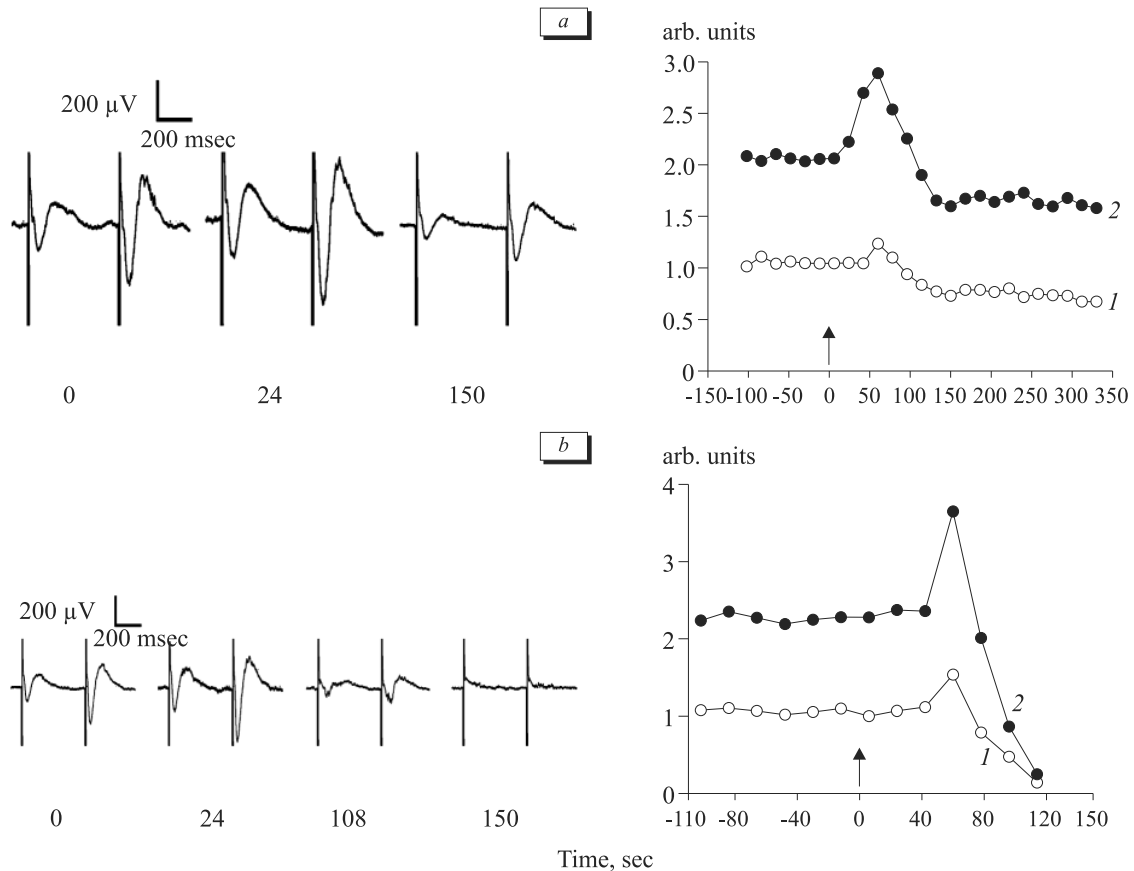 a
200 µV
200 msec
0 24 150
arb. units
3.0
2.5
2.0
1.5
1.0
0.5
0
2
1
-150 -100 -50 0 50 100 150 200 250 300 350
b
200 µV
200 msec
0 24 108 150
arb. units
4
3
2
1
0
2
1
-110 -80 -40 0 40 80 120 150
Time, sec